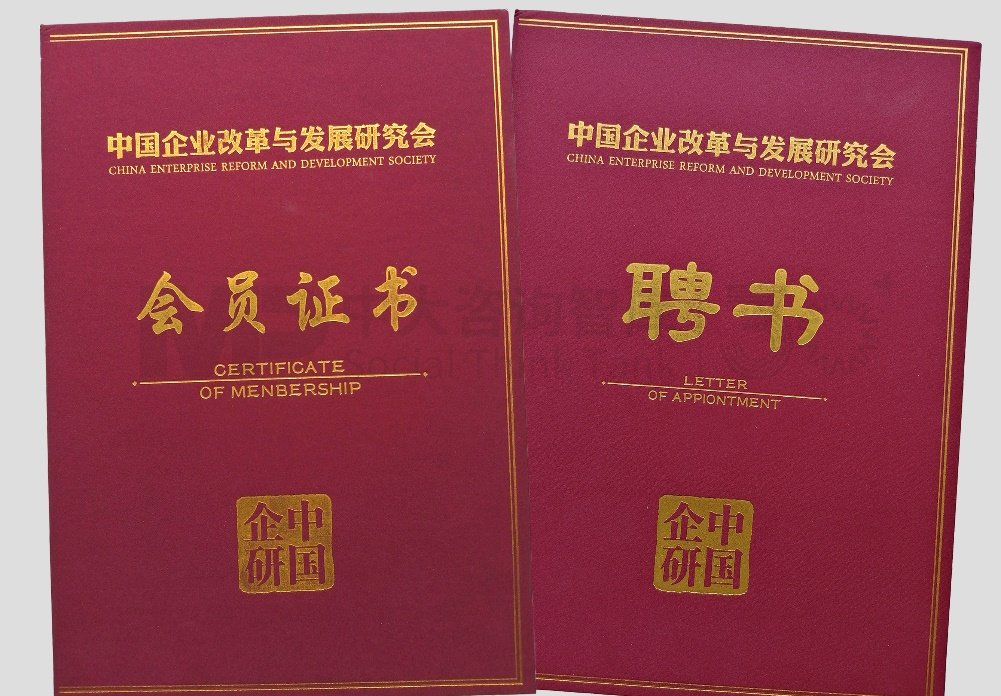 中国企业改革与发展研究会
CHINA ENTERPRISE REFORM AND DEVELOPMENT SOCIETY
会员证书
CERTIFICATE
OF MENBERSHIP
企中
研国
中国企业改革与发展研究会
CHINA ENTERPRISE REFORM AND DEVELOPMENT SOCIETY
聘书
LETTER
OF APPIONTMENT
企中
研国